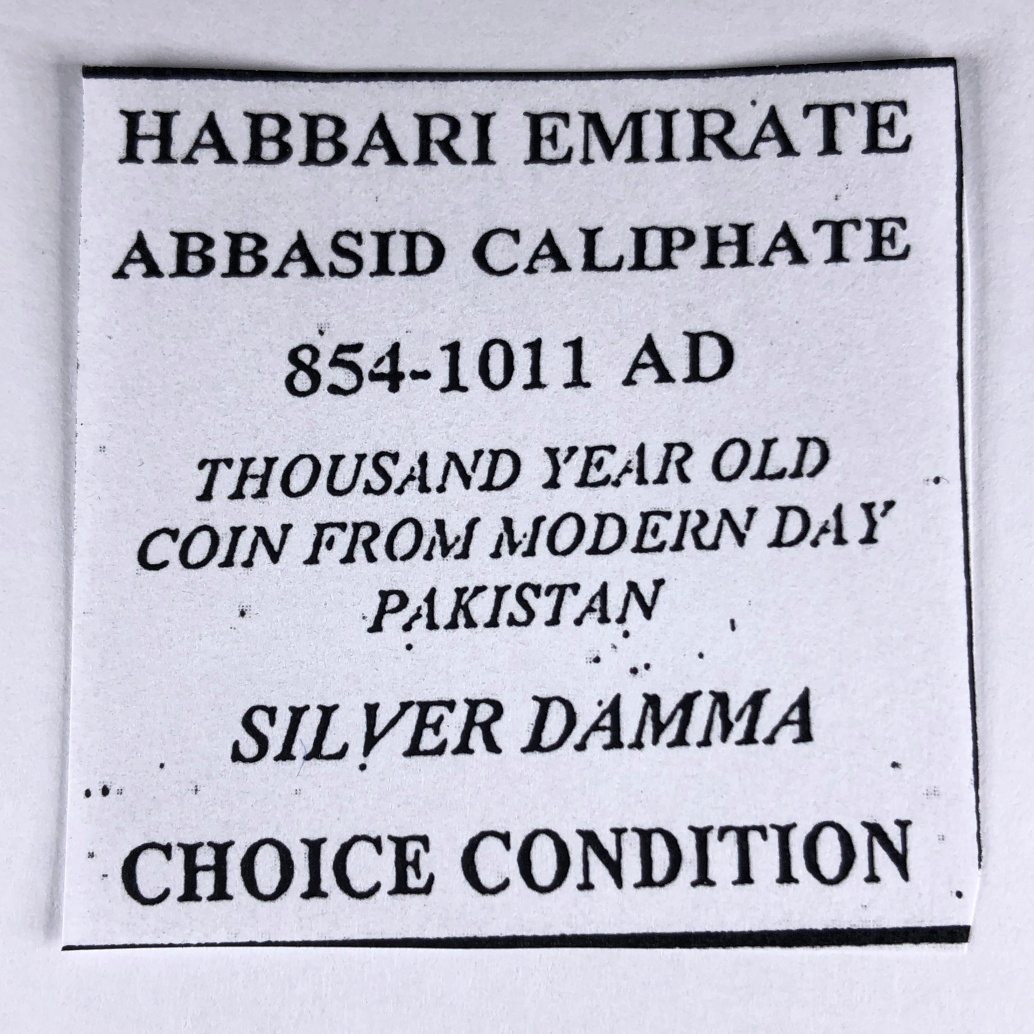 HABBARI EMIRATE
ABBASID CALIPHATE
854-1011 AD
THOUSAND YEAR OLD
COIN FROM MODERN DAY
PAKISTAN
SILVER DAMMA
CHOICE CONDITION